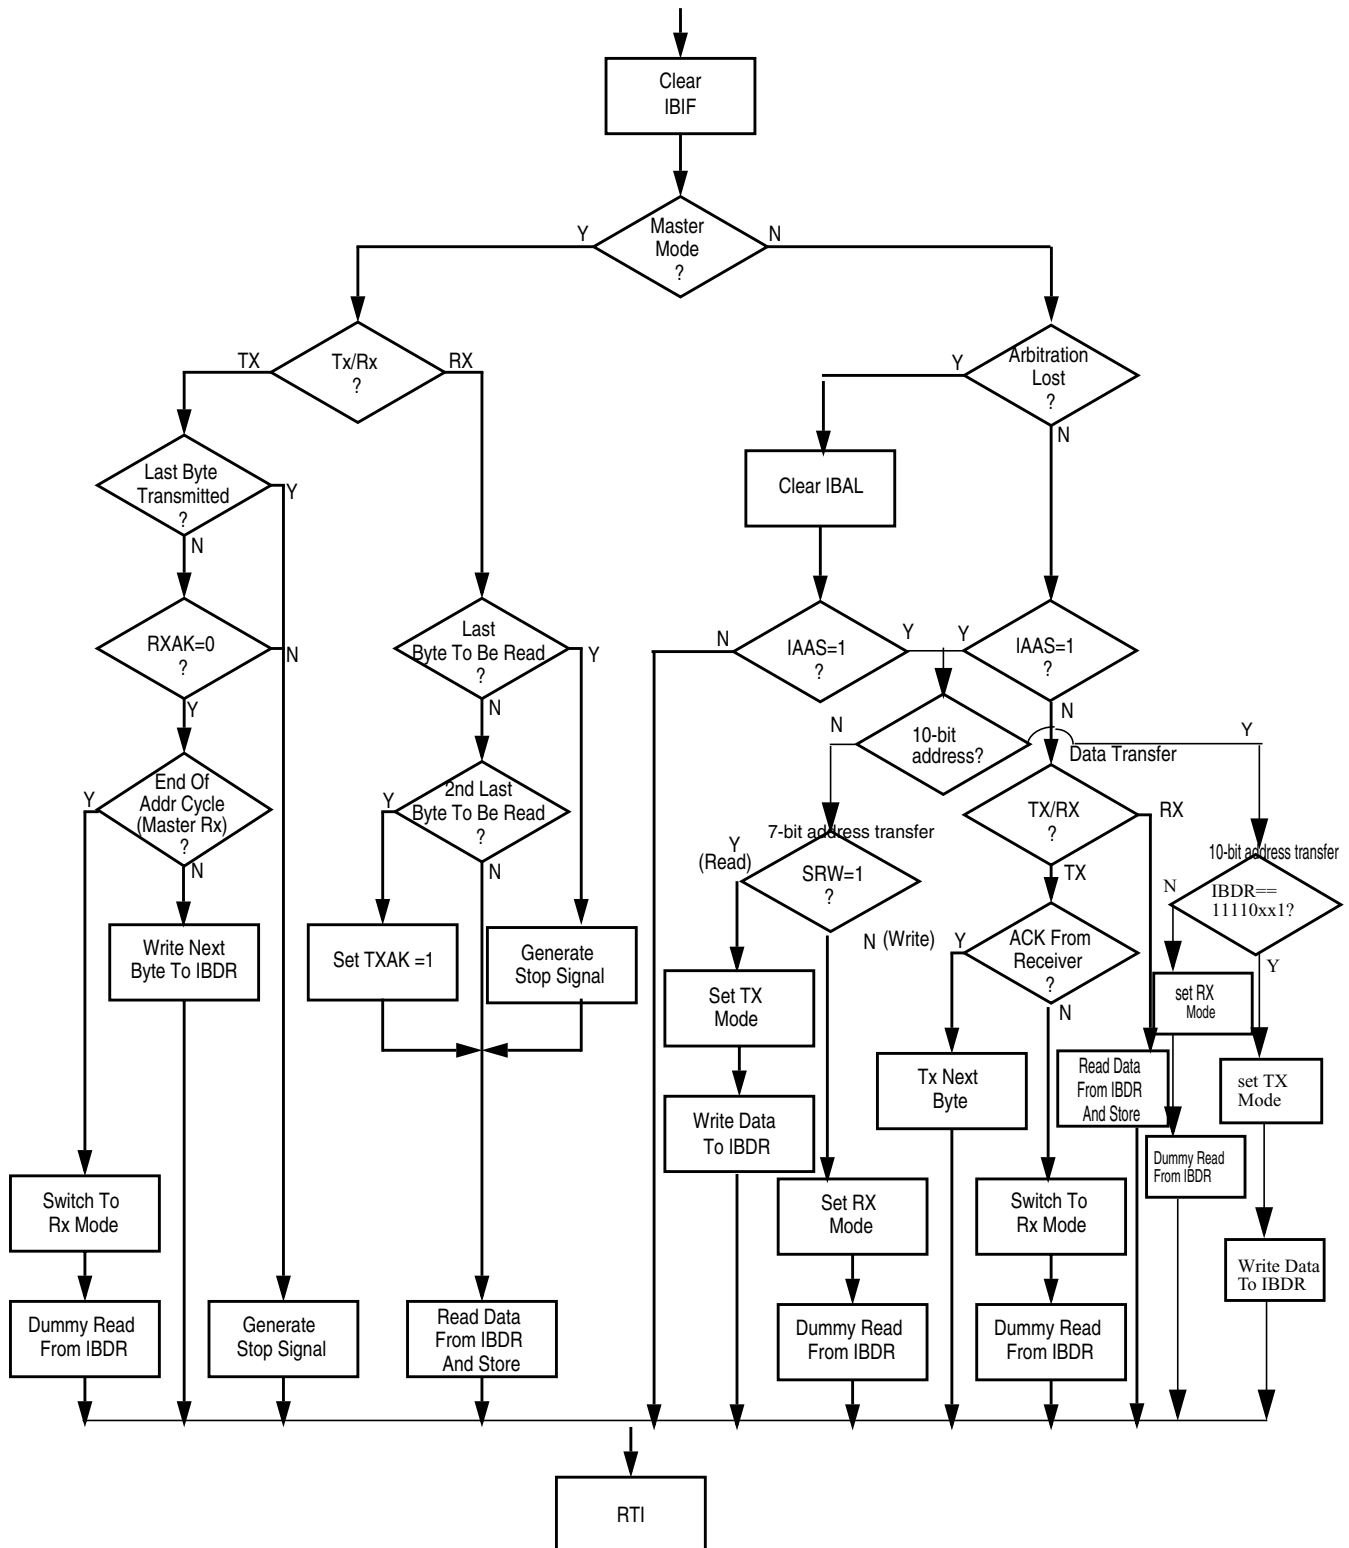 Clear
IBIF
Master
Mode
?
Y
N
Tx/Rx
?
TX
RX
Arbitration
Lost
?
Y
N
Last Byte
Transmitted
?
Y
N
Clear IBAL
RXAK=0
?
N
Y
Last
Byte To Be Read
?
Y
N
IAAS=1
?
N
Y
IAAS=1
?
Y
N
10-bit
address?
N
Y
Data Transfer
End Of
Addr Cycle
(Master Rx)
?
Y
N
2nd Last
Byte To Be Read
?
Y
N
7-bit address transfer
SRW=1
?
Y
(Read)
N (Write)
TX/RX
?
RX
TX
10-bit address transfer
IBDR==
11110xx1?
N
Y
Write Next
Byte To IBDR
Set TXAK =1
Generate
Stop Signal
Set TX
Mode
ACK From
Receiver
?
Y
N
set RX
Mode
Tx Next
Byte
Read Data
From IBDR
And Store
set TX
Mode
Write Data
To IBDR
Dummy Read
From IBDR
Switch To
Rx Mode
Set RX
Mode
Switch To
Rx Mode
Write Data
To IBDR
Dummy Read
From IBDR
Generate
Stop Signal
Read Data
From IBDR
And Store
Dummy Read
From IBDR
Dummy Read
From IBDR
RTI